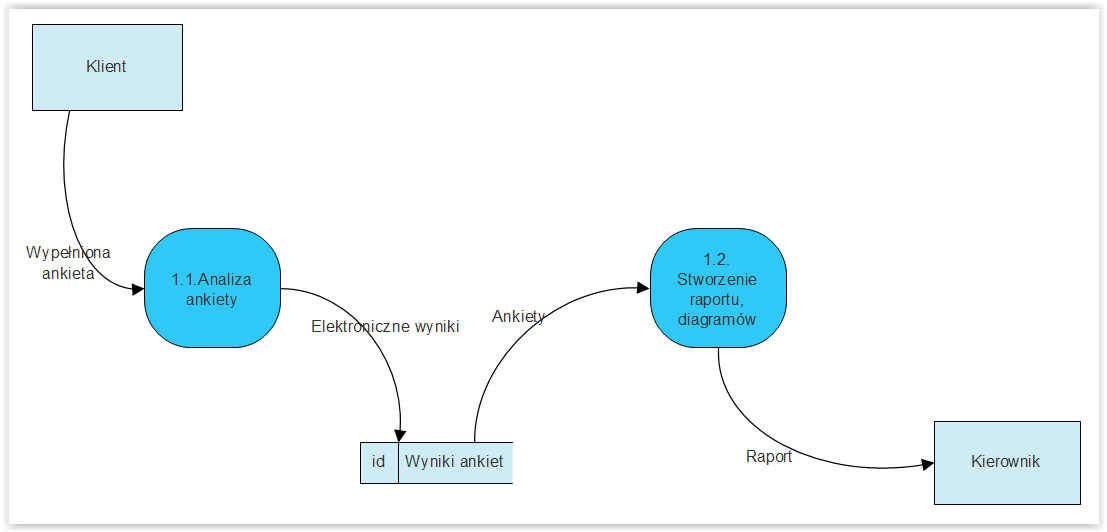 Klient
Wypełniona
ankieta
1.1.Analiza
ankiety
Elektroniczne wyniki
id
Wyniki ankiet
Ankiety
1.2.
Stworzenie
raportu,
diagramów
Raport
Kierownik